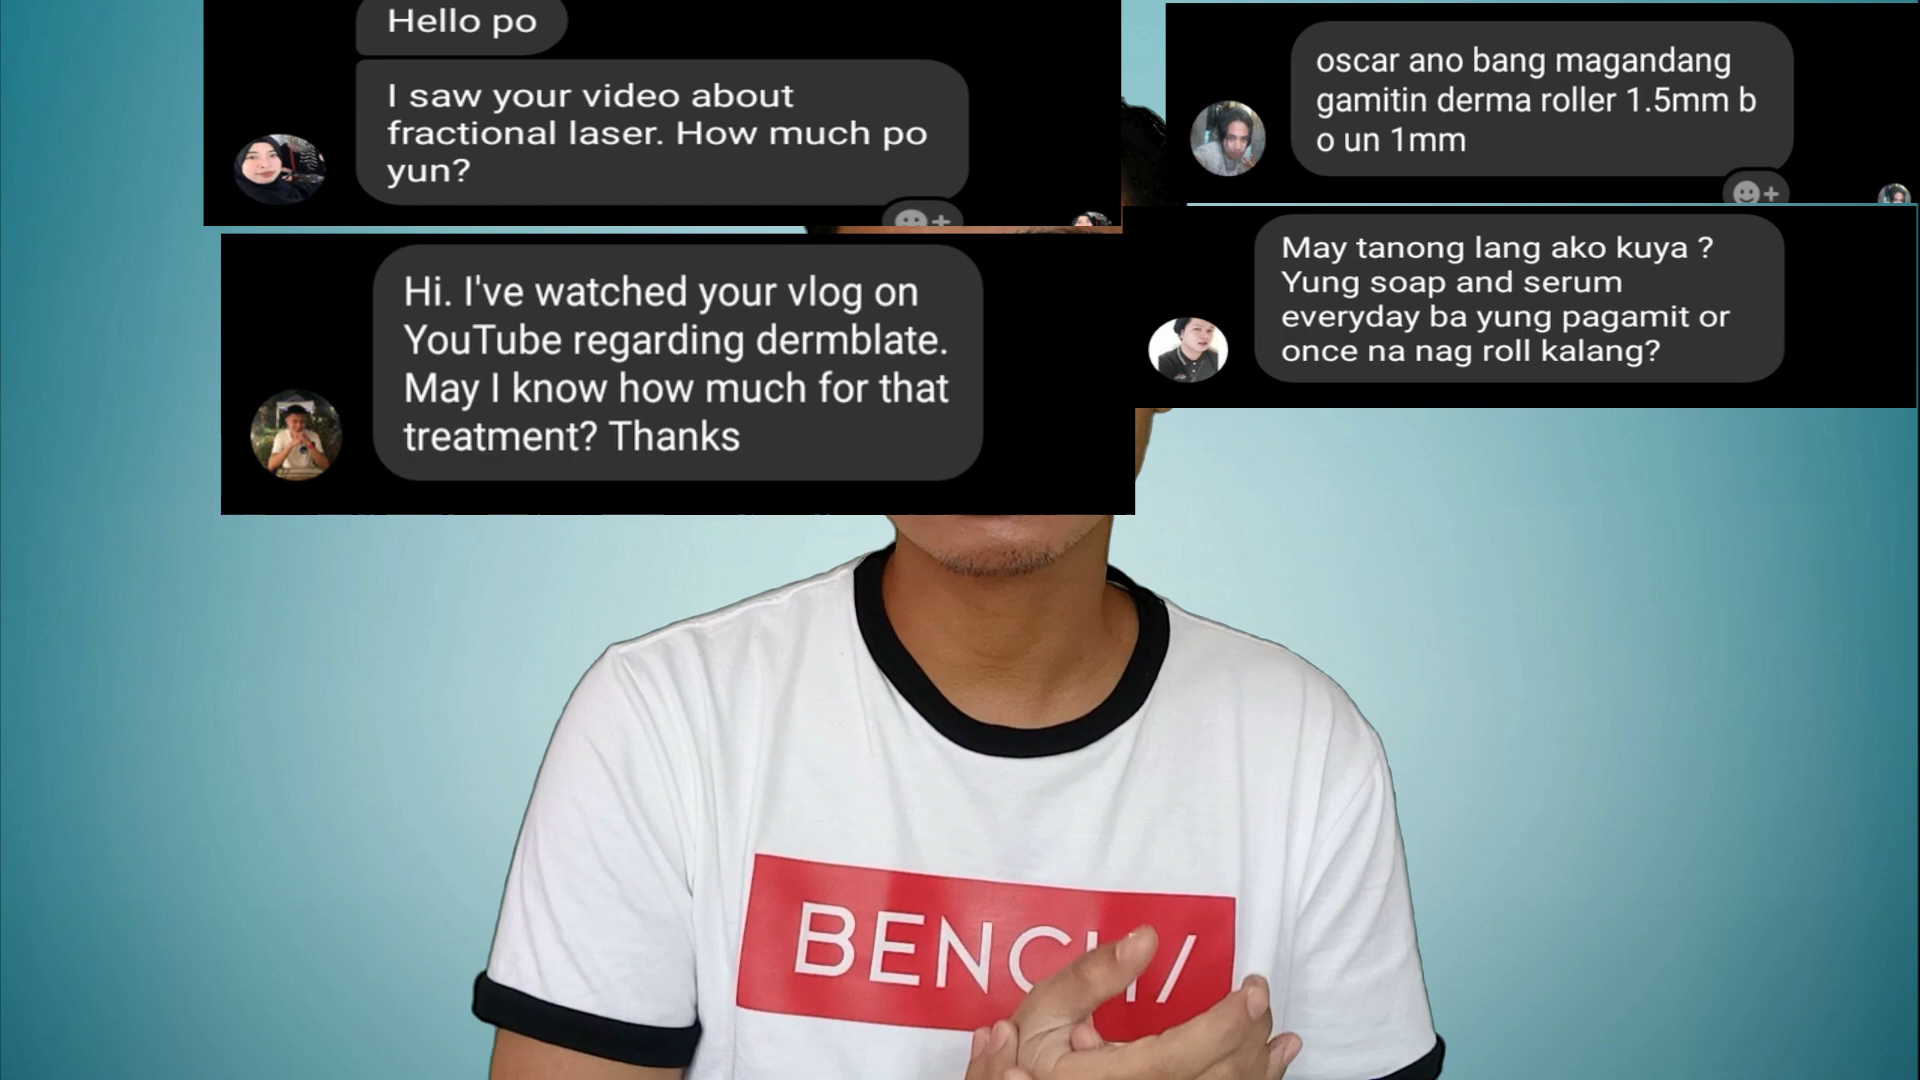 Hello po
I saw your video about
fractional laser. How much po
yun?
oscar ano bang magandang
gamitin derma roller 1.5mm b
o un 1mm
Hi. I've watched your vlog on
YouTube regarding dermblate.
May I know how much for that
treatment? Thanks
May tanong lang ako kuya ?
Yung soap and serum
everyday ba yung pagamit or
once na nag roll kalang?
BENCH/